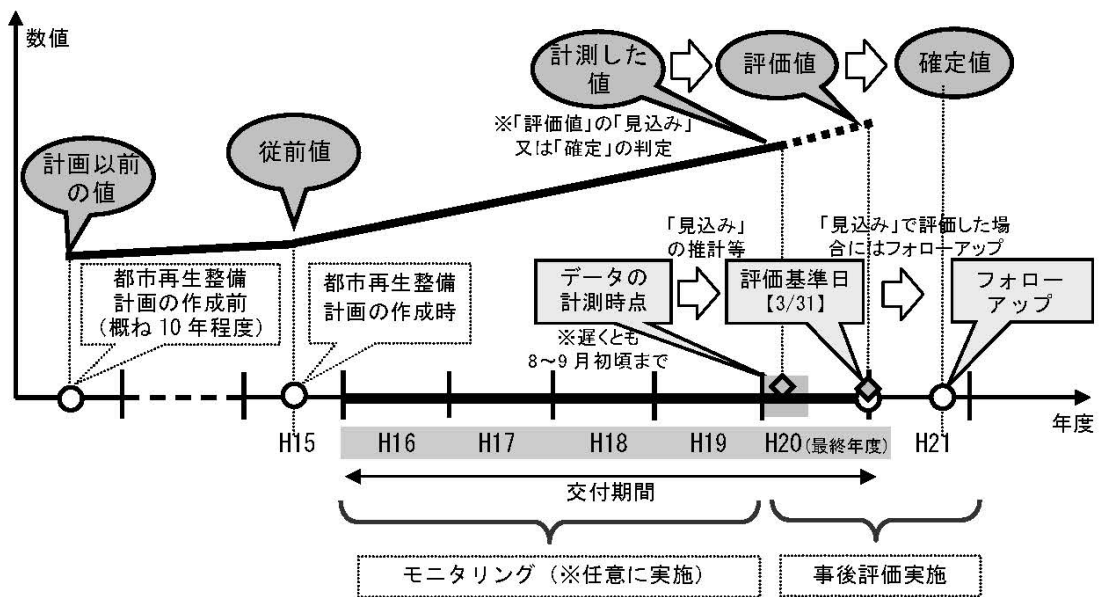 数値
計測した
値
評価値
確定値
※「評価値」の「見込み」
又は「確定」の判定
計画以前
の値
従前値
「見込み」
の推計等
「見込み」で評価した場
合にはフォローアップ
都市再生整備
計画の作成前
(概ね10年程度)
都市再生整備
計画の作成時
データの
計測時点
評価基準日
【3/31】
フォロー
アップ
※遅くとも
8~9月初頃まで
年度
H15
H16
H17
H18
H19
H20(最終年度)
H21
交付期間
モニタリング(※任意に実施)
事後評価実施